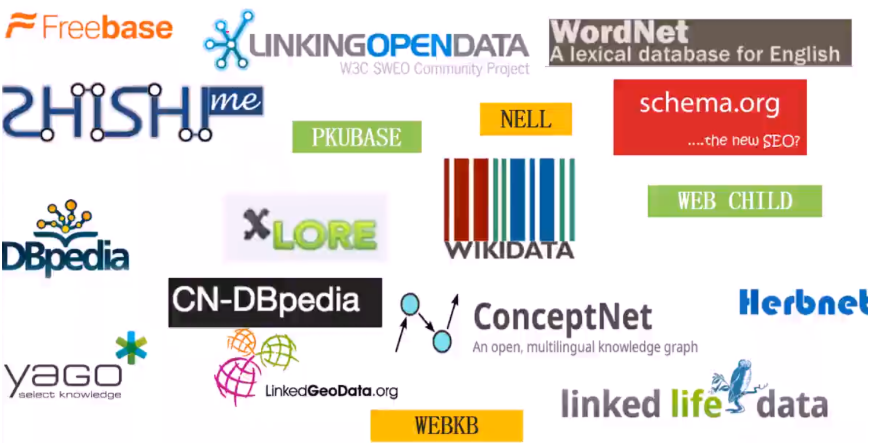 Freebase
LINKINGOPENDATA
W3C SWEO Community Project
WordNet
A lexical database for English
ZHISHI.me
PKUBASE
NELL
schema.org
....the new SEO?
WEB CHILD
DBpedia
XLORE
WIKIDATA
CN-DBpedia
ConceptNet
An open, multilingual knowledge graph
Herbnet
yago
select knowledge
LinkedGeoData.org
linked life data
WEBKB